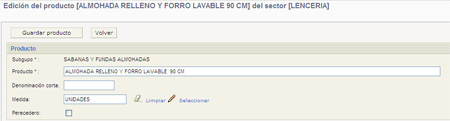 Edición del producto [ALMOHADA RELLENO Y FORRO LAVABLE 90 CM] del sector [LENCERIA]
Guardar producto Volver
Producto
Subgupo * : SABANAS Y FUNDAS ALMOHADAS
Producto * : ALMOHADA RELLENO Y FORRO LAVABLE 90 CM
Denominación corta:
Medida: UNIDADES Limpiar Seleccionar
Perecedero: